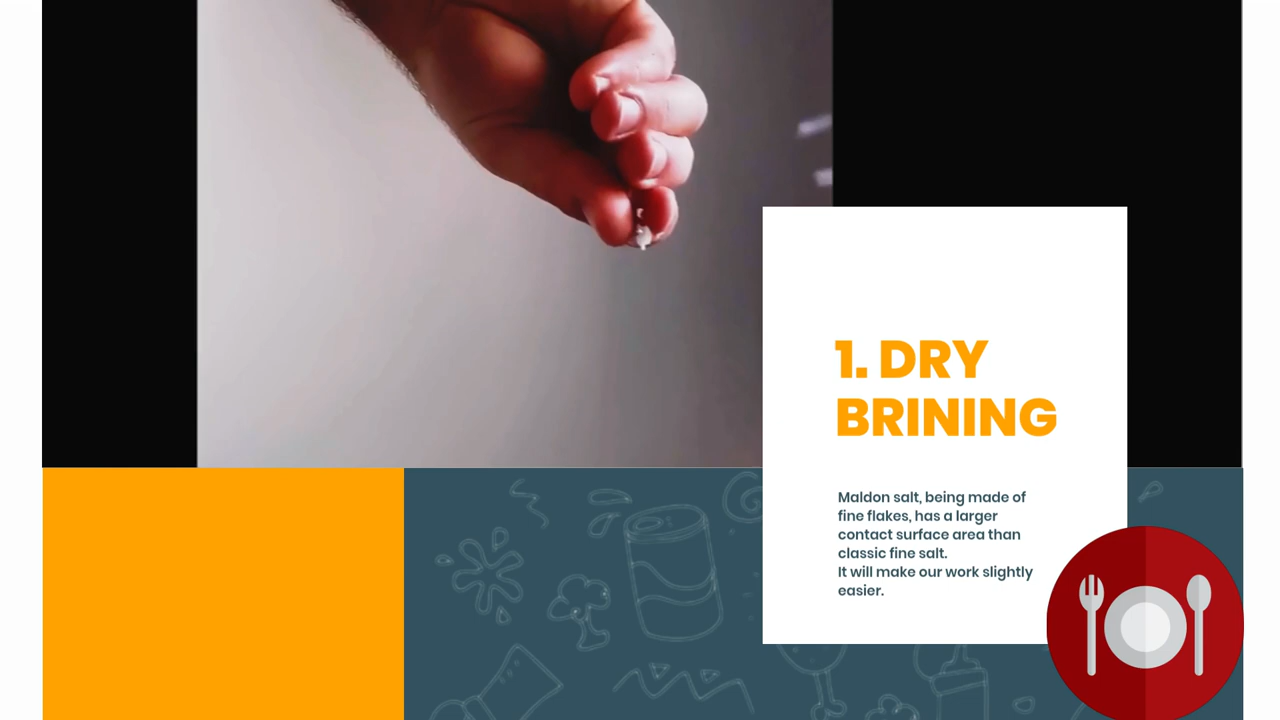 1. DRY
BRINING
Maldon salt, being made of
fine flakes, has a larger
contact surface area than
classic fine salt.
It will make our work slightly
easier.